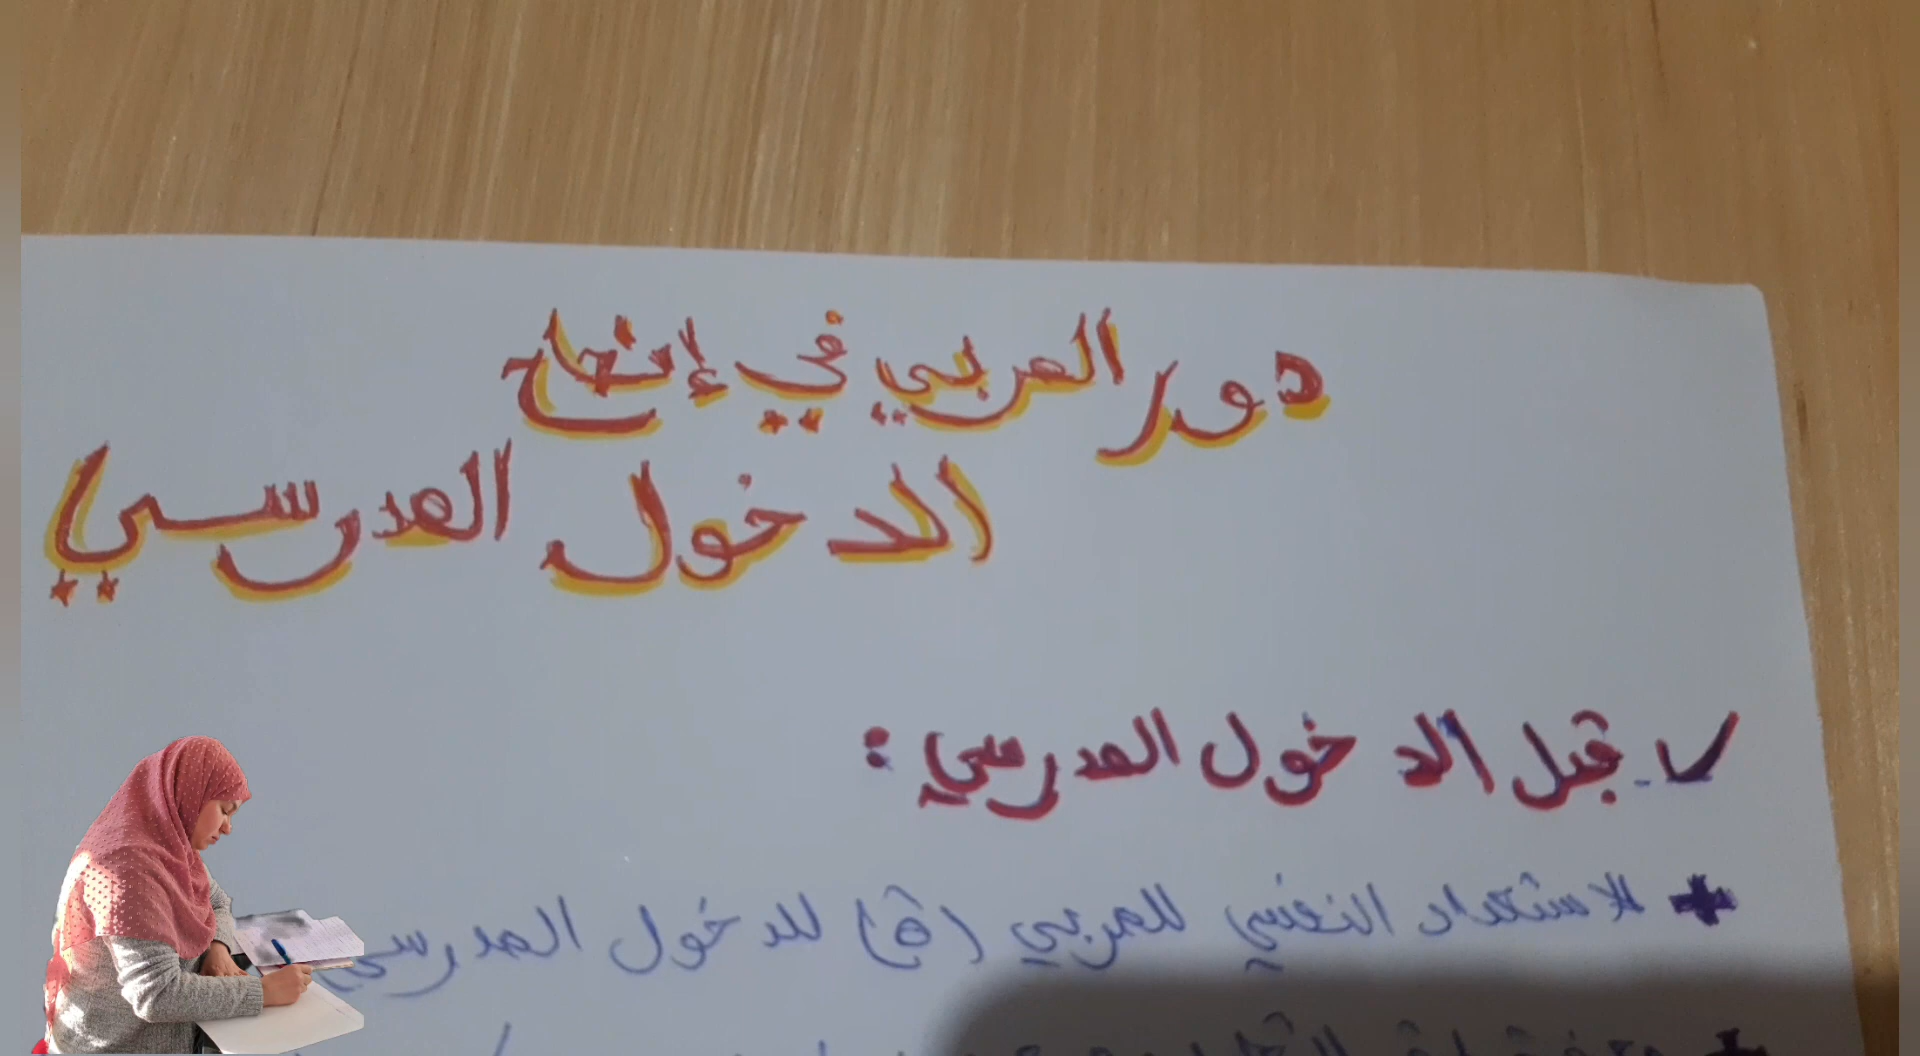 دور المربي في إنجاح
الدخول المدرسي
✓ - قبل الدخول المدرسي :
+ الاستعداد النفسي للمربي (ة) للدخول المدرسي